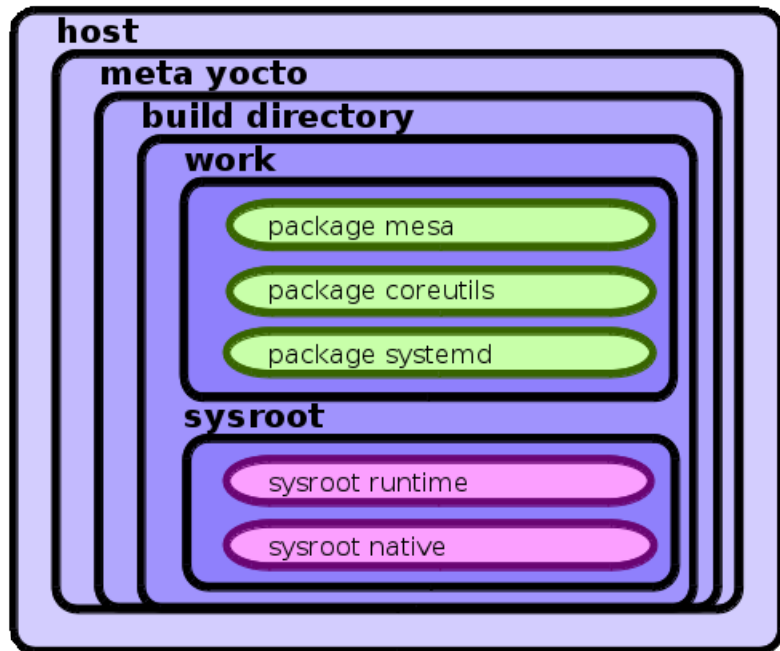 host
meta yocto
build directory
work
package mesa
package coreutils
package systemd
sysroot
sysroot runtime
sysroot native